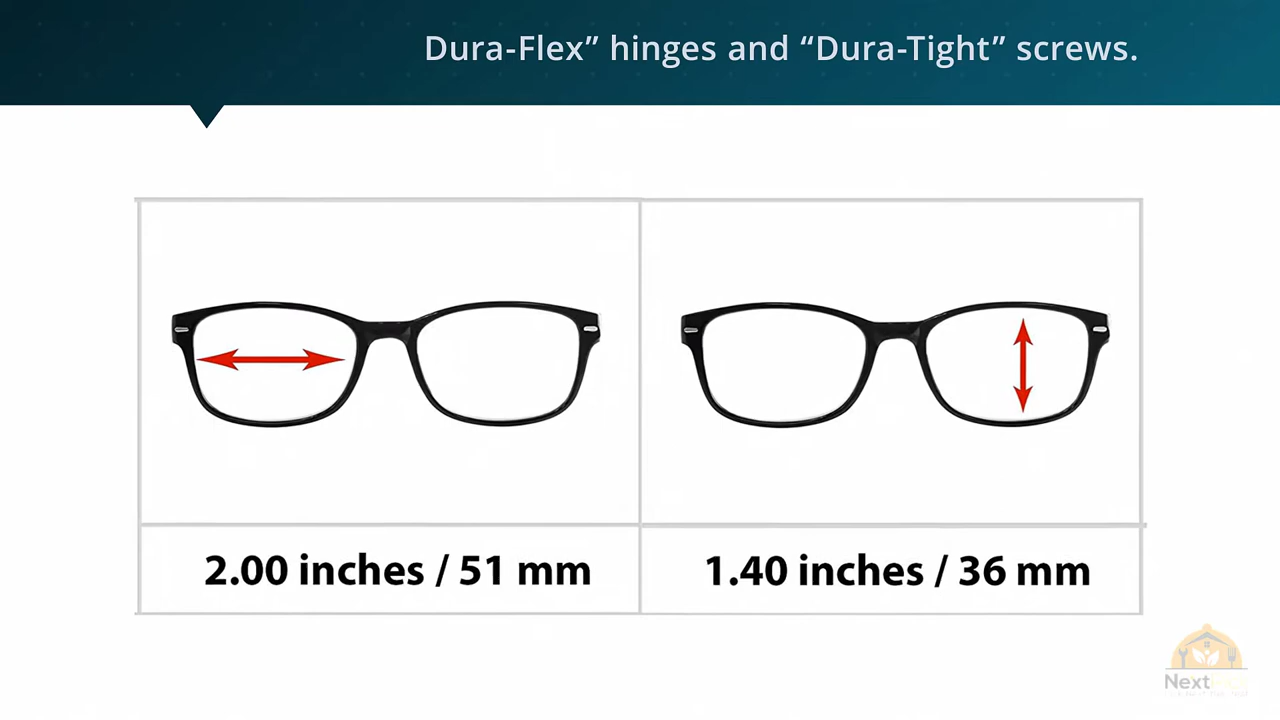 Dura-Flex” hinges and “Dura-Tight” screws.
2.00 inches / 51 mm
1.40 inches / 36 mm
Next